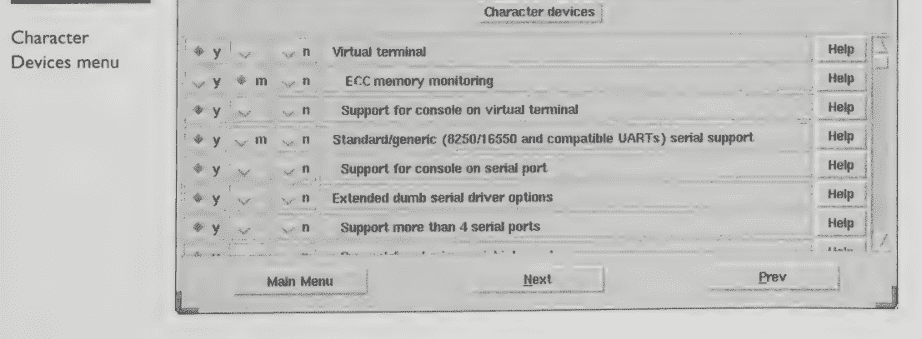 Character
Devices menu
Character devices
y n Virtual terminal Help
y m n ECC memory monitoring Help
y n Support for console on virtual terminal Help
y m n Standard/generic (8250/16550 and compatible UARTs) serial support Help
y n Support for console on serial port Help
y n Extended dumb serial driver options Help
y n Support more than 4 serial ports Help
Main Menu Next Prev